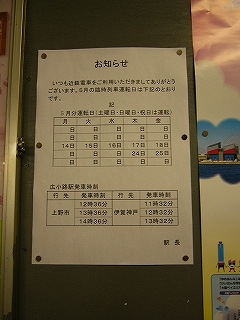 お知らせ
いつも近鉄電車をご利用いただきましてありがとう
ございます。5月の臨時列車運転日は下記のとおり
です。
記
5月分運転日(土曜日・日曜日・祝日は運転)
月 火 水 木 金
日 日 日 日 日
日 日 日 日 日
14日 15日 16日 17日 18日
日 日 日 24日 25日
日 日 日 日 日
広小路駅発車時刻
行先 発車時刻 行先 発車時刻
上野市 12時36分 伊賀神戸 11時32分
13時36分 12時32分
14時36分 13時32分
駅長